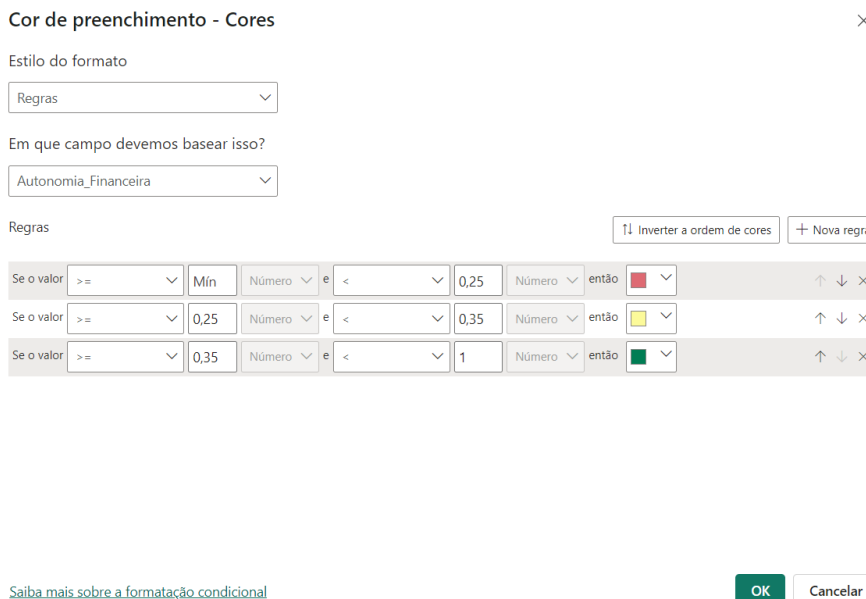 Cor de preenchimento - Cores
Estilo do formato
Regras
Em que campo devemos basear isso?
Autonomia_Financeira
Regras
Inverter a ordem de cores
Nova regra
Se o valor >= Mín Número e < 0,25 Número então
Se o valor >= 0,25 Número e < 0,35 Número então
Se o valor >= 0,35 Número e < 1 Número então
Saiba mais sobre a formatação condicional
OK
Cancelar